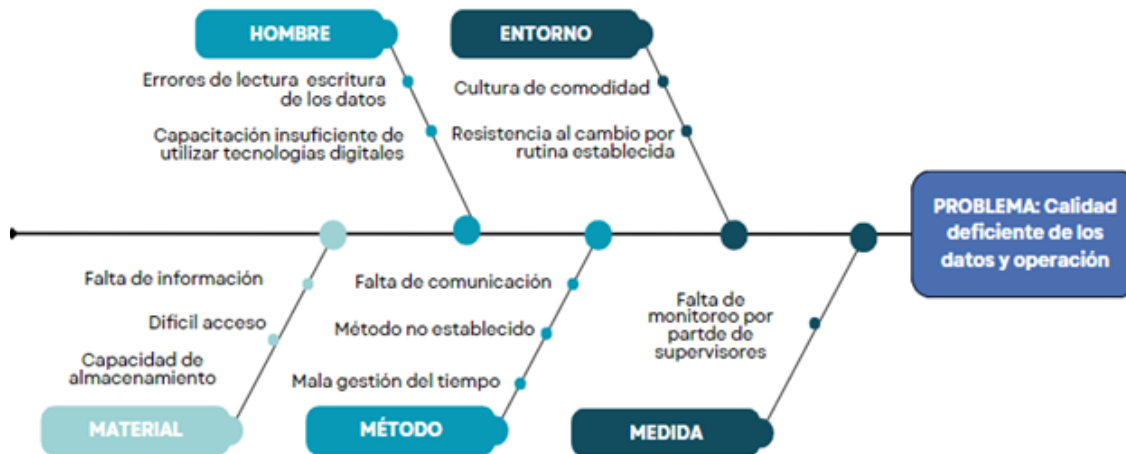 HOMBRE
Errores de lectura escritura
de los datos
Capacitación insuficiente de
utilizar tecnologias digitales
ENTORNO
Cultura de comodidad
Resistencia al cambio por
rutina establecida
PROBLEMA: Calidad
deficiente de los
datos y operación
Falta de información
Dificil acceso
Capacidad de
almacenamiento
MATERIAL
Falta de comunicación
Método no establecido
Mala gestión del tiempo
MÉTODO
Falta de
monitoreo por
partde de
supervisores
MEDIDA